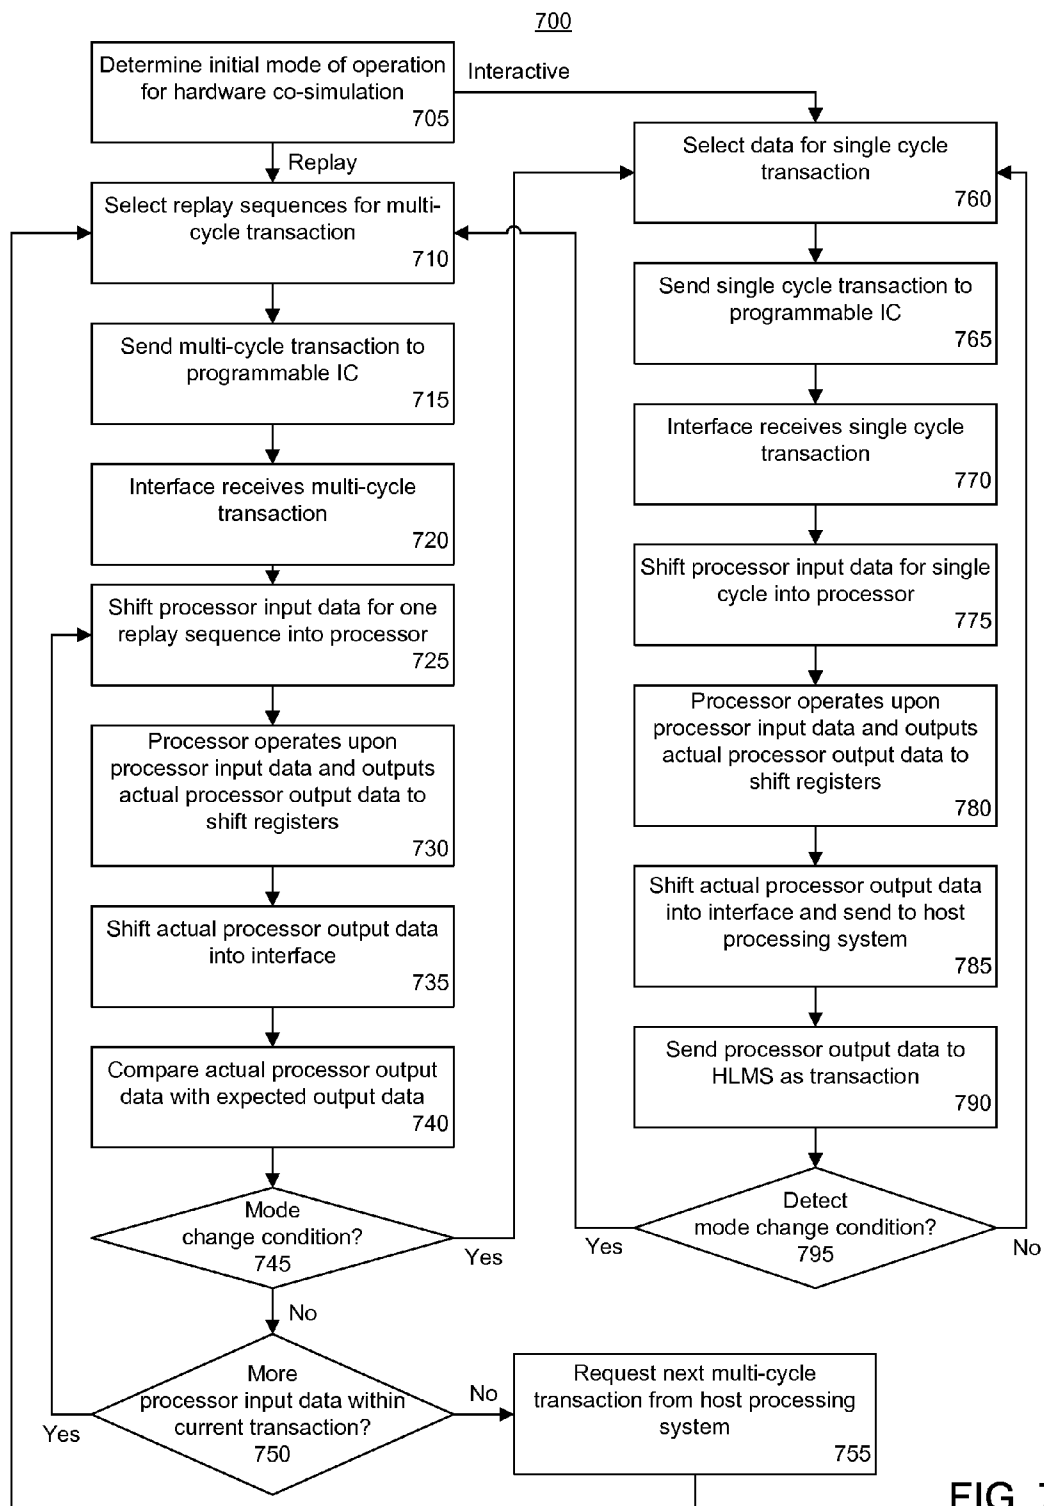 700
Determine initial mode of operation
for hardware co-simulation
705
Interactive
Replay
Select replay sequences for multi-
cycle transaction
710
Send multi-cycle transaction to
programmable IC
715
Interface receives multi-cycle
transaction
720
Shift processor input data for one
replay sequence into processor
725
Processor operates upon
processor input data and outputs
actual processor output data to
shift registers
730
Shift actual processor output data
into interface
735
Compare actual processor output
data with expected output data
740
Mode
change condition?
745
Yes
No
More
processor input data within
current transaction?
750
Yes
No
Request next multi-cycle
transaction from host processing
system
755
Select data for single cycle
transaction
760
Send single cycle transaction to
programmable IC
765
Interface receives single cycle
transaction
770
Shift processor input data for single
cycle into processor
775
Processor operates upon
processor input data and outputs
actual processor output data to
shift registers
780
Shift actual processor output data
into interface and send to host
processing system
785
Send processor output data to
HLMS as transaction
790
Detect
mode change condition?
795
Yes
No
FIG. 7